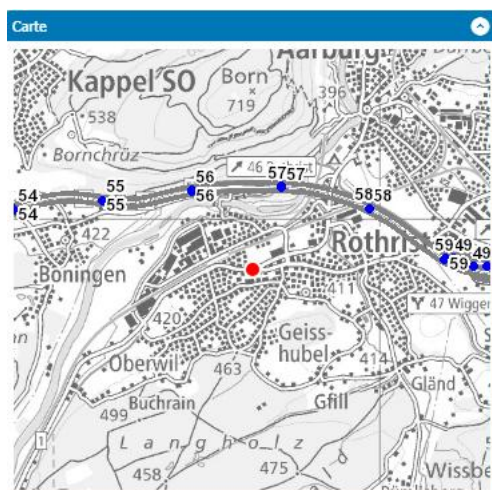 Carte
Aarburg
Kappel SO
Born
719
396
538
Bornchrüz
46 Rothrist
54
54
55
55
56
56
57 57
58 58
59 49
59 49
422
Boningen
Rothrist
411
47 Wigger
420
Geiss-
hubel
414
Oberwil
463
Gländ
Buchrain
Gfill
499
1
Langholz
458
475
Wissbe